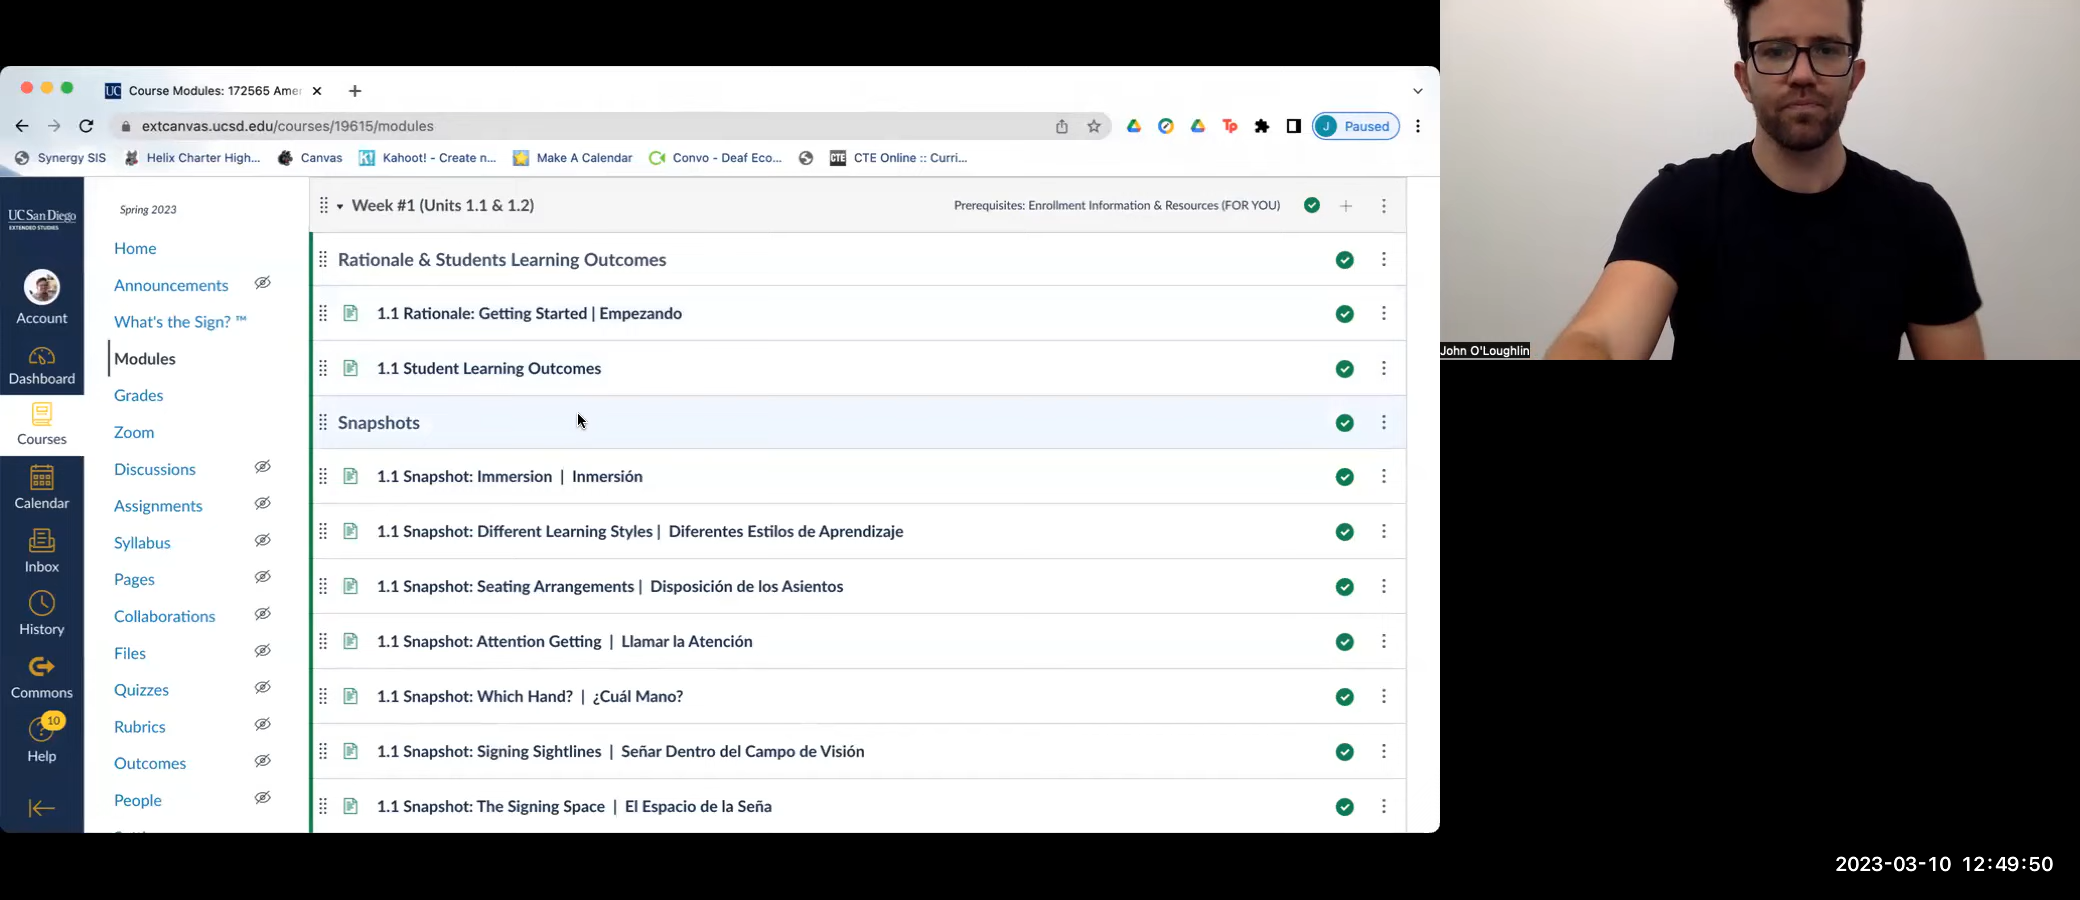 Course Modules: 172565 Amer
extcanvas.ucsd.edu/courses/19615/modules
Tp
J Paused
Synergy SIS
Helix Charter High...
Canvas
Kahoot! - Create n...
Make A Calendar
Convo - Deaf Eco...
CTE
CTE Online :: Curri...
UC San Diego
EXTENDED STUDIES
Account
Dashboard
Courses
Calendar
Inbox
History
Commons
10
Help
Spring 2023
Home
Announcements
What's the Sign? ™
Modules
Grades
Zoom
Discussions
Assignments
Syllabus
Pages
Collaborations
Files
Quizzes
Rubrics
Outcomes
People
Week #1 (Units 1.1 & 1.2)
Prerequisites: Enrollment Information & Resources (FOR YOU)
Rationale & Students Learning Outcomes
1.1 Rationale: Getting Started | Empezando
1.1 Student Learning Outcomes
Snapshots
1.1 Snapshot: Immersion | Inmersión
1.1 Snapshot: Different Learning Styles | Diferentes Estilos de Aprendizaje
1.1 Snapshot: Seating Arrangements | Disposición de los Asientos
1.1 Snapshot: Attention Getting | Llamar la Atención
1.1 Snapshot: Which Hand? | ¿Cuál Mano?
1.1 Snapshot: Signing Sightlines | Señar Dentro del Campo de Visión
1.1 Snapshot: The Signing Space | El Espacio de la Seña
John O'Loughlin
2023-03-10 12:49:50